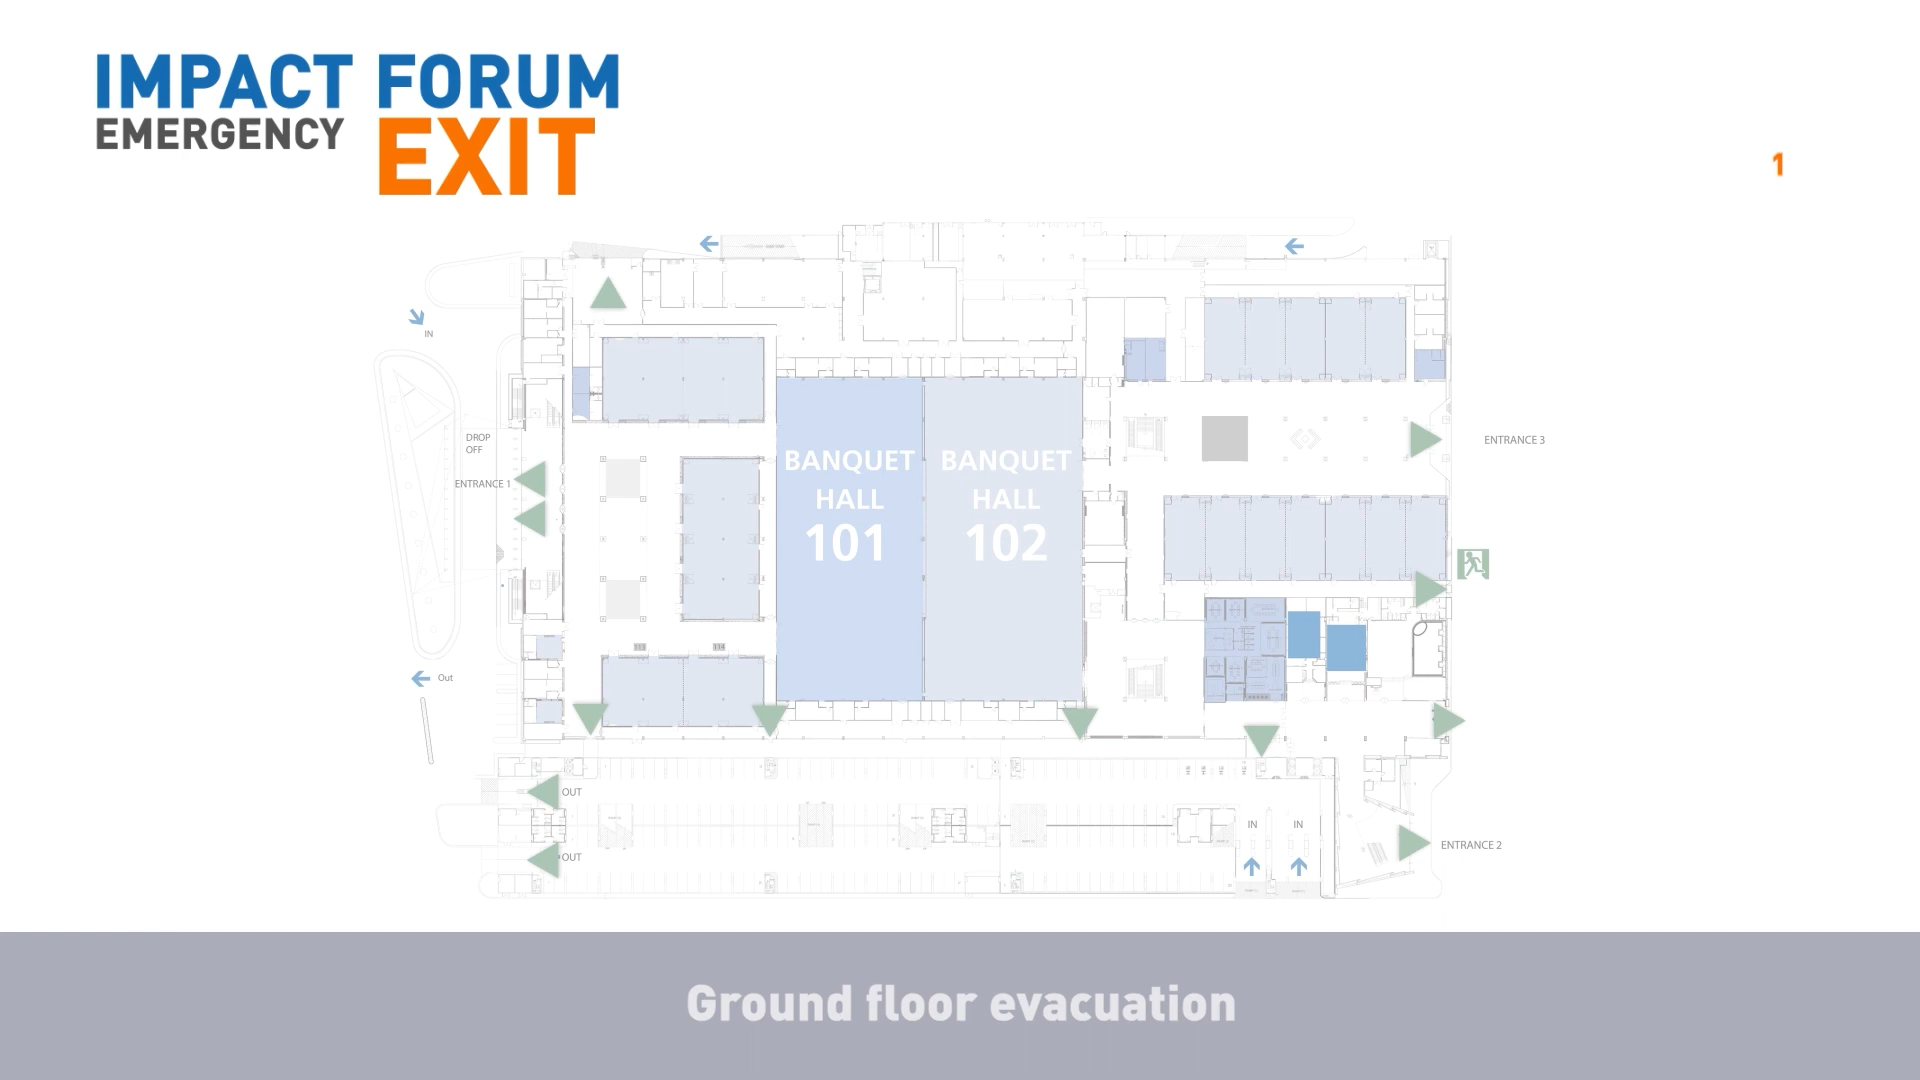 IMPACT FORUM
EMERGENCY EXIT
1
IN
DROP
OFF
ENTRANCE 1
BANQUET
HALL
101
BANQUET
HALL
102
ENTRANCE 3
Out
OUT
OUT
IN
IN
ENTRANCE 2
Ground floor evacuation